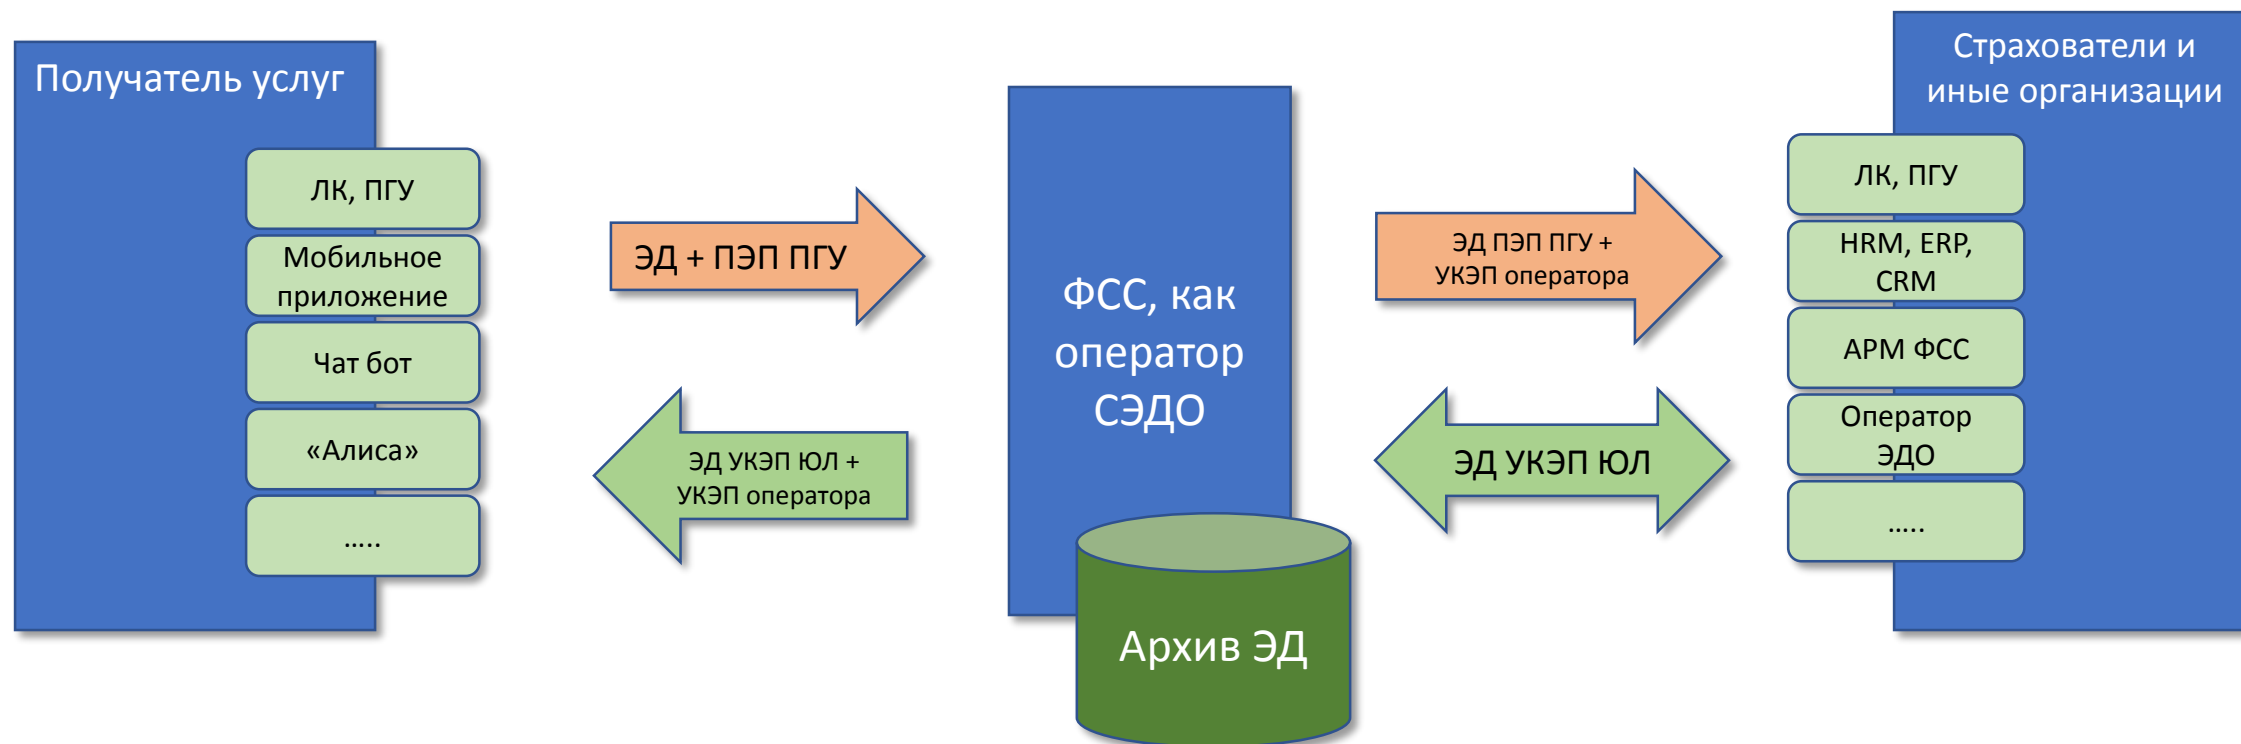 Получатель услуг
ЛК, ПГУ
Мобильное
приложение
Чат бот
«Алиса»
.....
ЭД + ПЭП ПГУ
ЭД УКЭП ЮЛ +
УКЭП оператора
ФСС, как
оператор
СЭДО
Архив ЭД
ЭД ПЭП ПГУ +
УКЭП оператора
ЭД УКЭП ЮЛ
Страхователи и
иные организации
ЛК, ПГУ
HRM, ERP,
CRM
АРМ ФСС
Оператор
ЭДО
.....